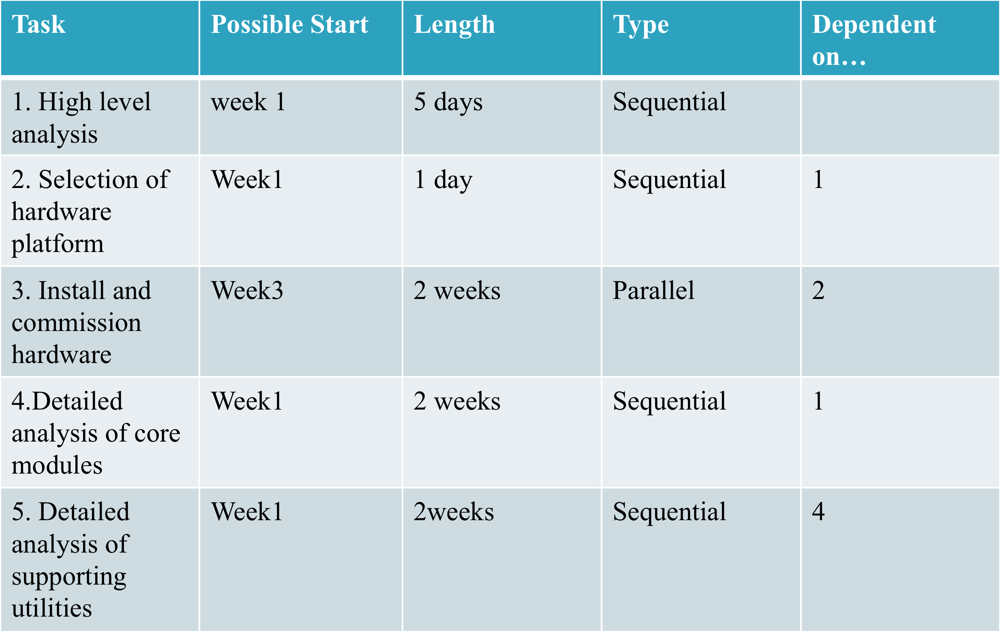 Task Possible Start Length Type Dependent
on…
1. High level week 1 5 days Sequential
analysis
2. Selection of Week1 1 day Sequential 1
hardware
platform
3. Install and Week3 2 weeks Parallel 2
commission
hardware
4.Detailed Week1 2 weeks Sequential 1
analysis of core
modules
5. Detailed Week1 2weeks Sequential 4
analysis of
supporting
utilities